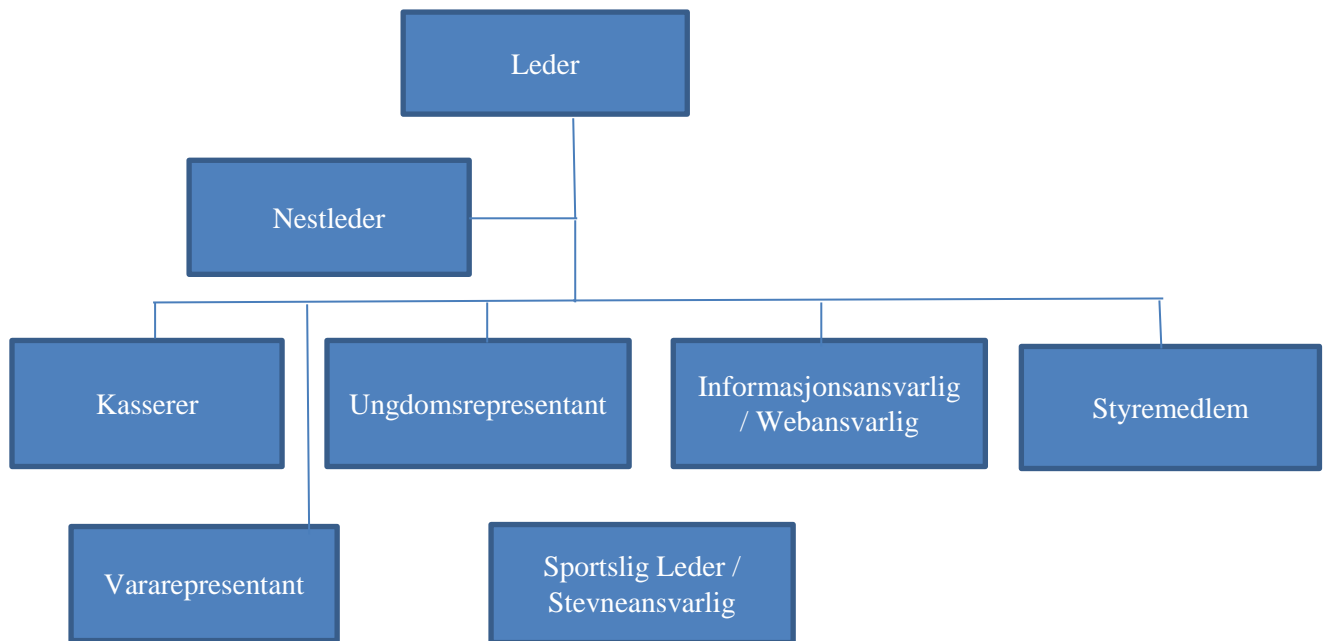 Leder
Nestleder
Kasserer
Ungdomsrepresentant
Informasjonsansvarlig
/ Webansvarlig
Styremedlem
Vararepresentant
Sportslig Leder /
Stevneansvarlig